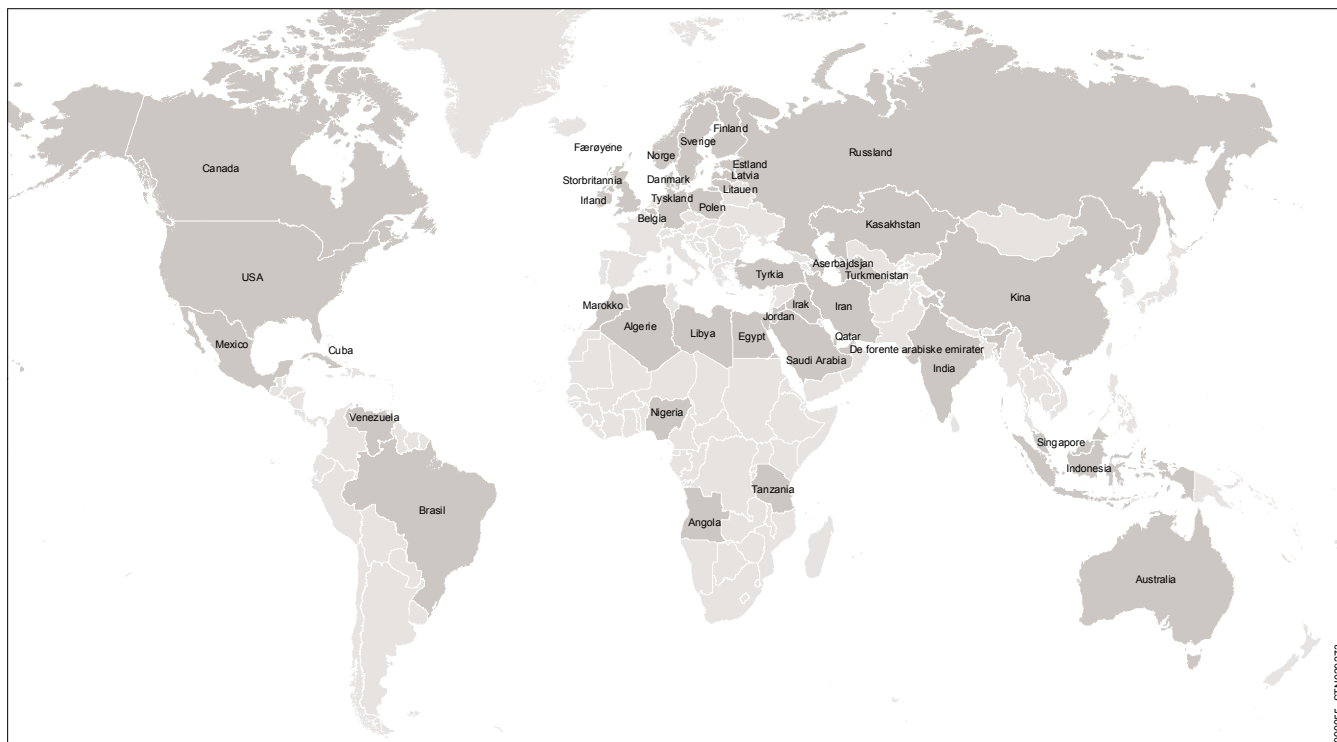 Færøyene
Finland
Sverige
Norge
Russland
Canada
Estland
Latvia
Danmark
Storbritannia
Litauen
Irland
Tyskland
Polen
Belgia
Kasakhstan
Aserbajdsjan
USA
Tyrkia
Turkmenistan
Kina
Marokko
Irak
Iran
Jordan
Algerie
Libya
Egypt
Qatar
Mexico
Cuba
De forente arabiske emirater
Saudi Arabia
India
Venezuela
Nigeria
Singapore
Indonesia
Tanzania
Brasil
Angola
Australia